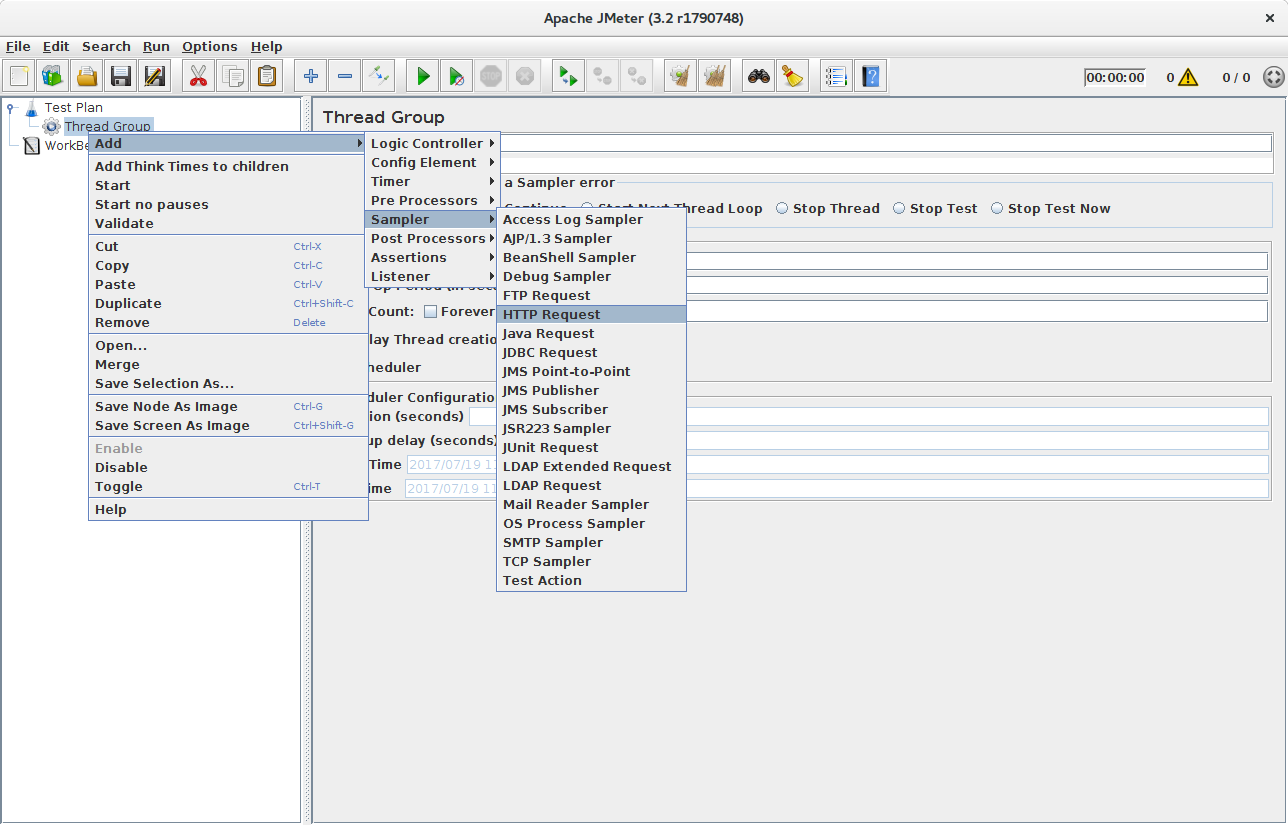 Apache JMeter (3.2 r1790748)
File Edit Search Run Options Help
STOP
00:00:00 0 0 / 0
Test Plan
Thread Group
WorkBe
Thread Group
Add
Add Think Times to children
Start
Start no pauses
Validate
Cut Ctrl-X
Copy Ctrl-C
Paste Ctrl-V
Duplicate Ctrl+Shift-C
Remove Delete
Open...
Merge
Save Selection As...
Save Node As Image Ctrl-G
Save Screen As Image Ctrl+Shift-G
Enable
Disable
Toggle Ctrl-T
Help
Logic Controller
Config Element
Timer
Pre Processors
Sampler
Post Processors
Assertions
Listener
Access Log Sampler
AJP/1.3 Sampler
BeanShell Sampler
Debug Sampler
FTP Request
HTTP Request
Java Request
JDBC Request
JMS Point-to-Point
JMS Publisher
JMS Subscriber
JSR223 Sampler
JUnit Request
LDAP Extended Request
LDAP Request
Mail Reader Sampler
OS Process Sampler
SMTP Sampler
TCP Sampler
Test Action
a Sampler error
Continue Start Next Thread Loop Stop Thread Stop Test Stop Test Now
Count: Forever
lay Thread creatio
heduler
duler Configuratio
ion (seconds)
up delay (seconds)
Time 2017/07/19 11
ime 2017/07/19 11